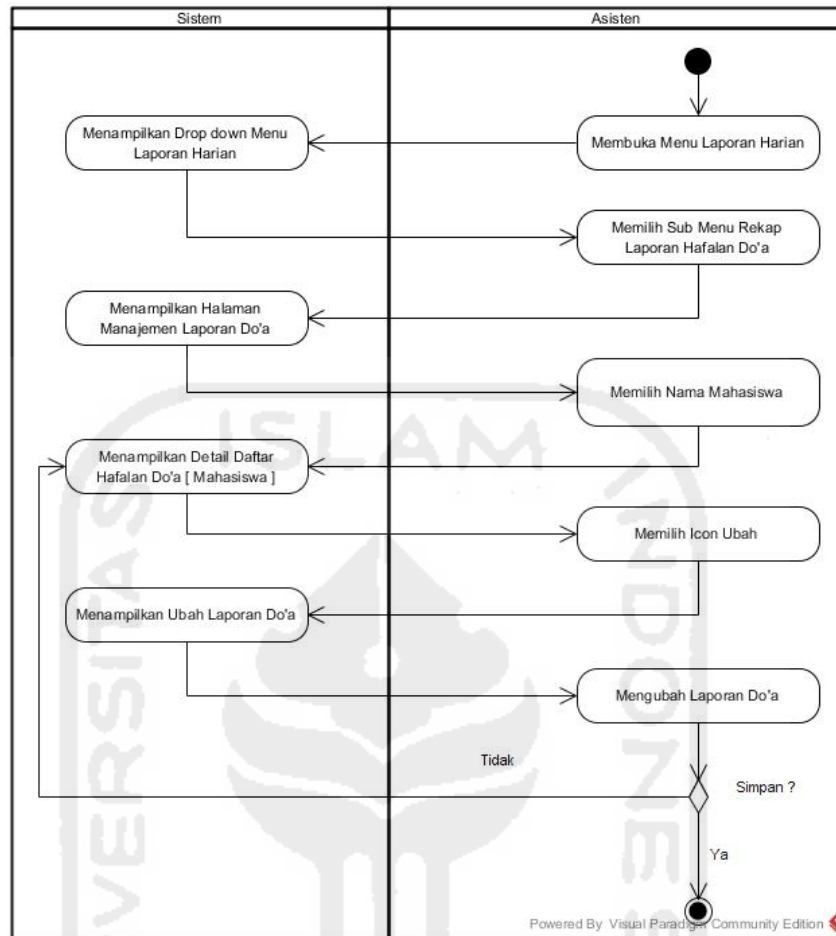 Sistem
Asisten
Membuka Menu Laporan Harian
Menampilkan Drop down Menu
Laporan Harian
Memilih Sub Menu Rekap
Laporan Hafalan Do'a
Menampilkan Halaman
Manajemen Laporan Do'a
Memilih Nama Mahasiswa
Menampilkan Detail Daftar
Hafalan Do'a [ Mahasiswa ]
Memilih Icon Ubah
Menampilkan Ubah Laporan Do'a
Mengubah Laporan Do'a
Tidak
Simpan ?
Ya
Powered By Visual Paradigm Community Edition
ISLAM